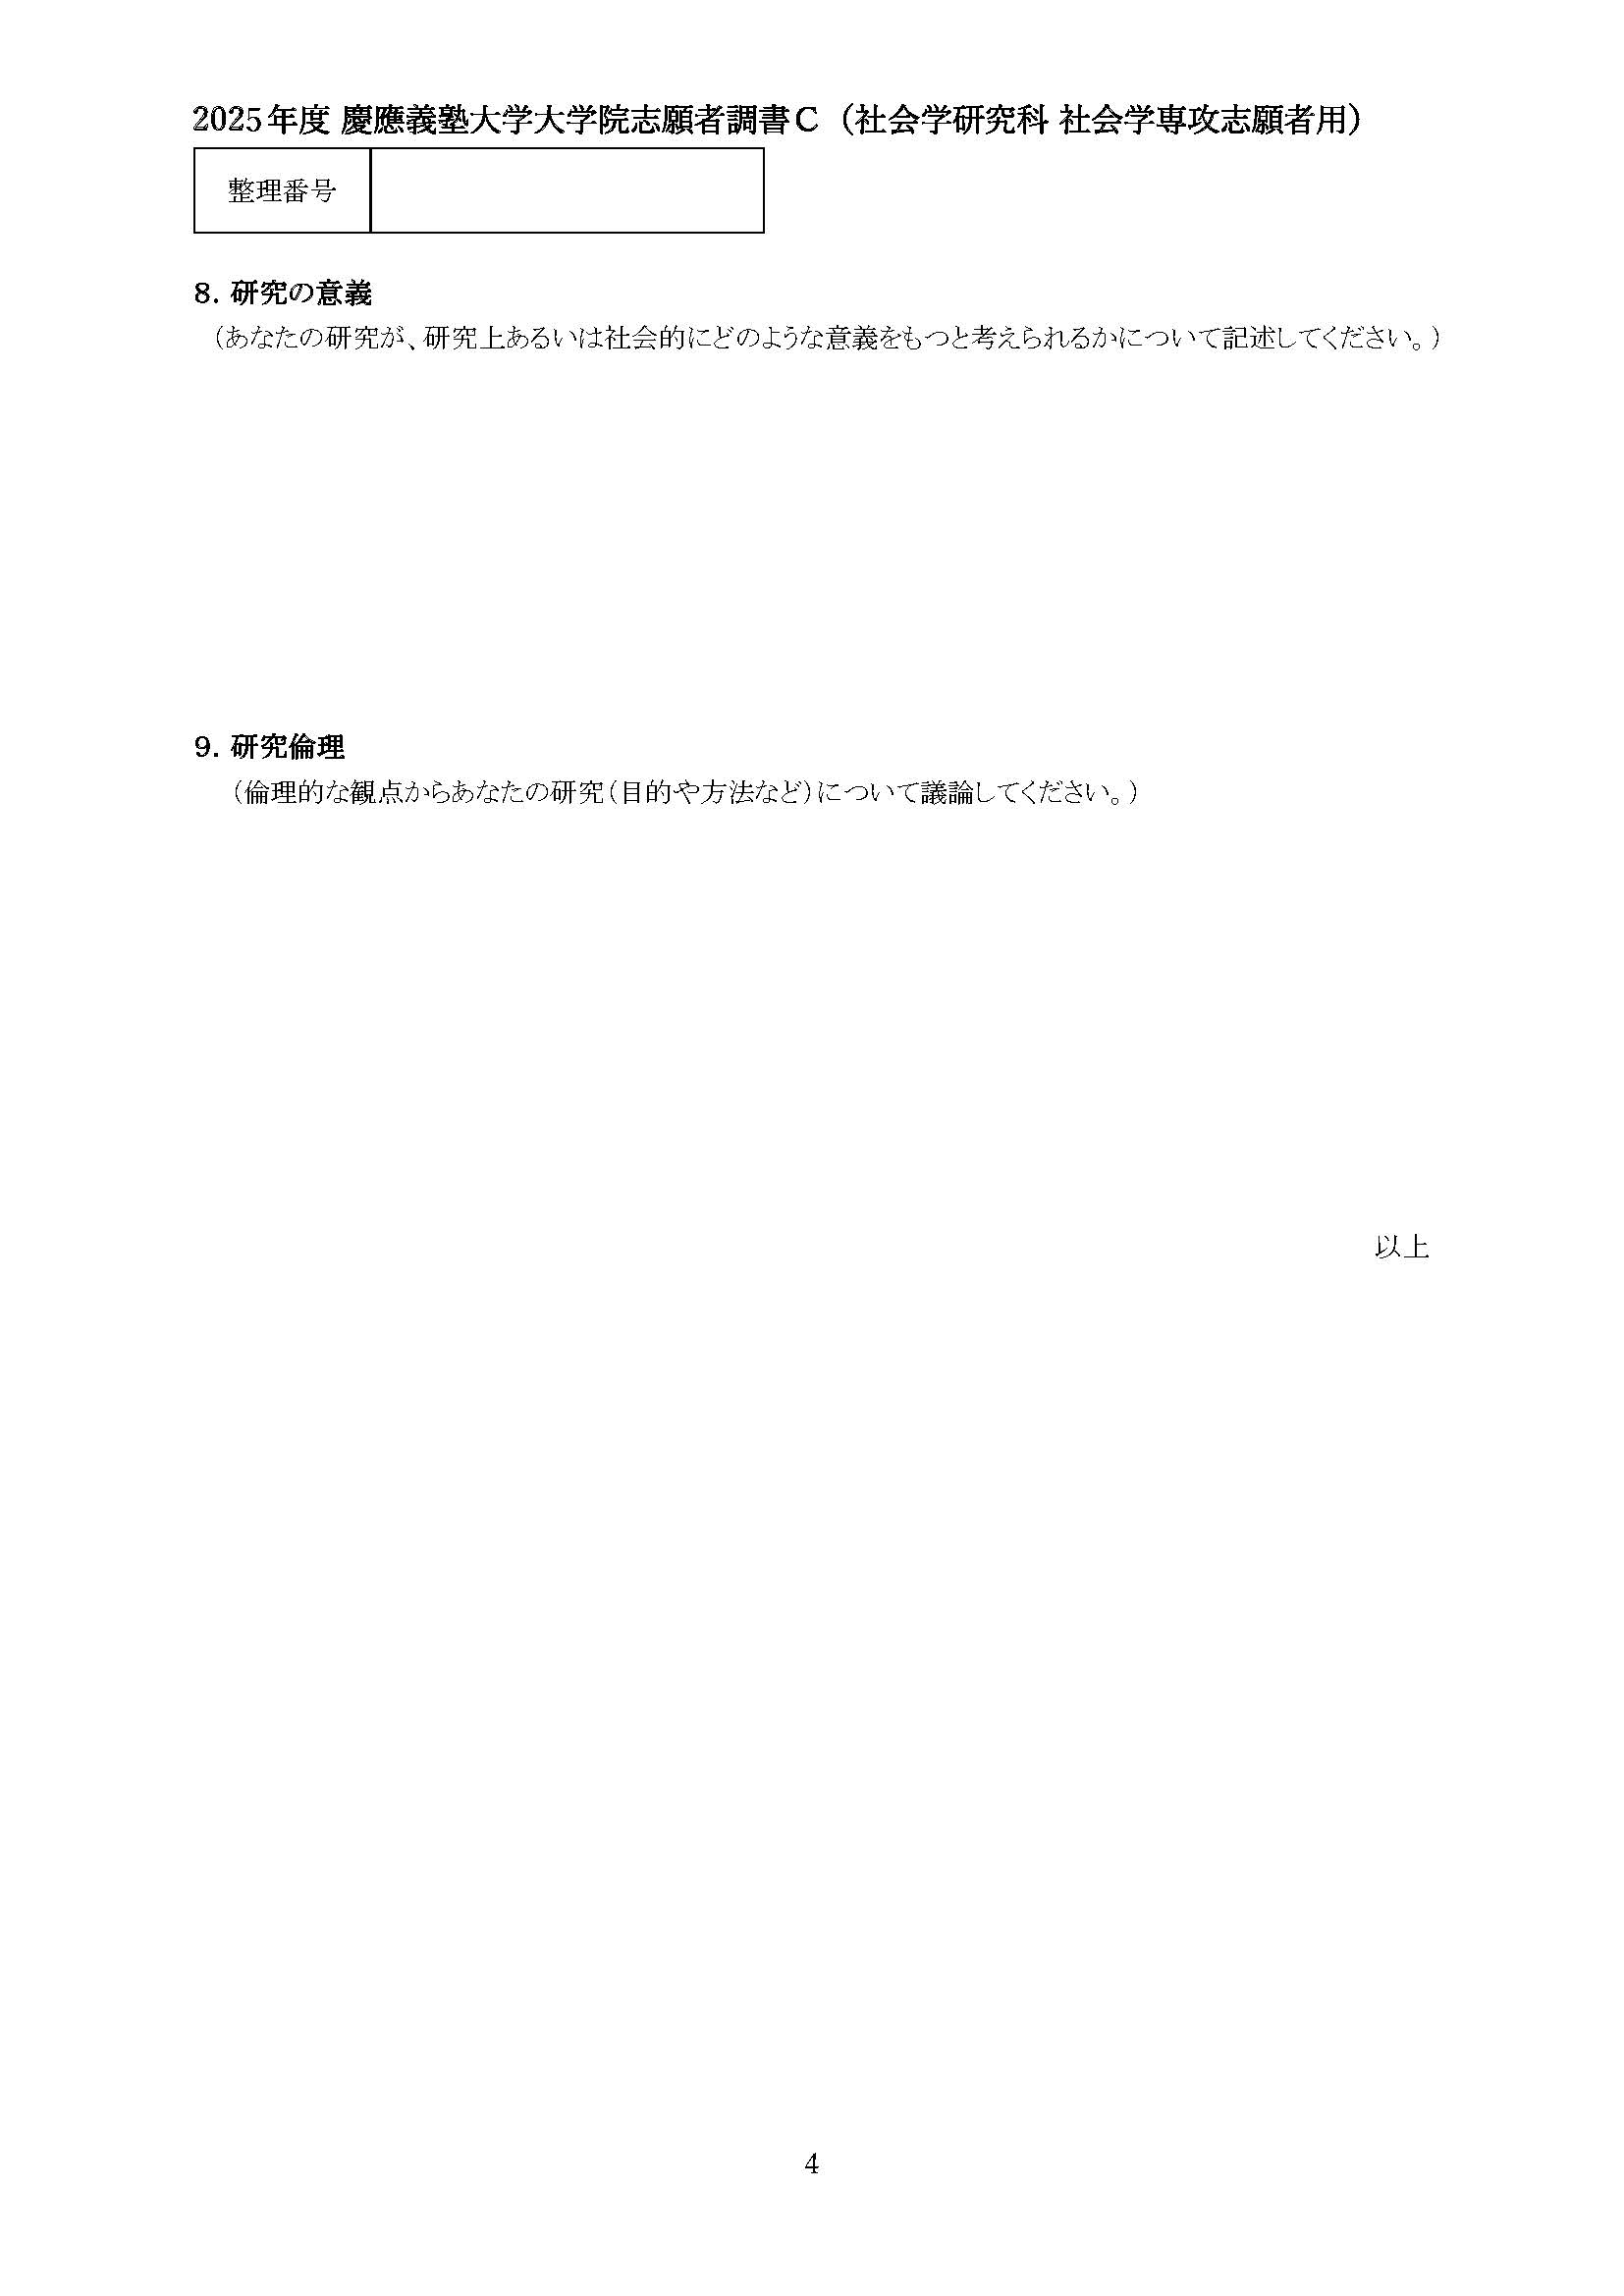 2025年度 慶應義塾大学大学院志願者調書C（社会学研究科 社会学専攻志願者用）
整理番号
8. 研究の意義
（あなたの研究が、研究上あるいは社会的にどのような意義をもつと考えられるかについて記述してください。）
9. 研究倫理
（倫理的な観点からあなたの研究（目的や方法など）について議論してください。）
以上
4